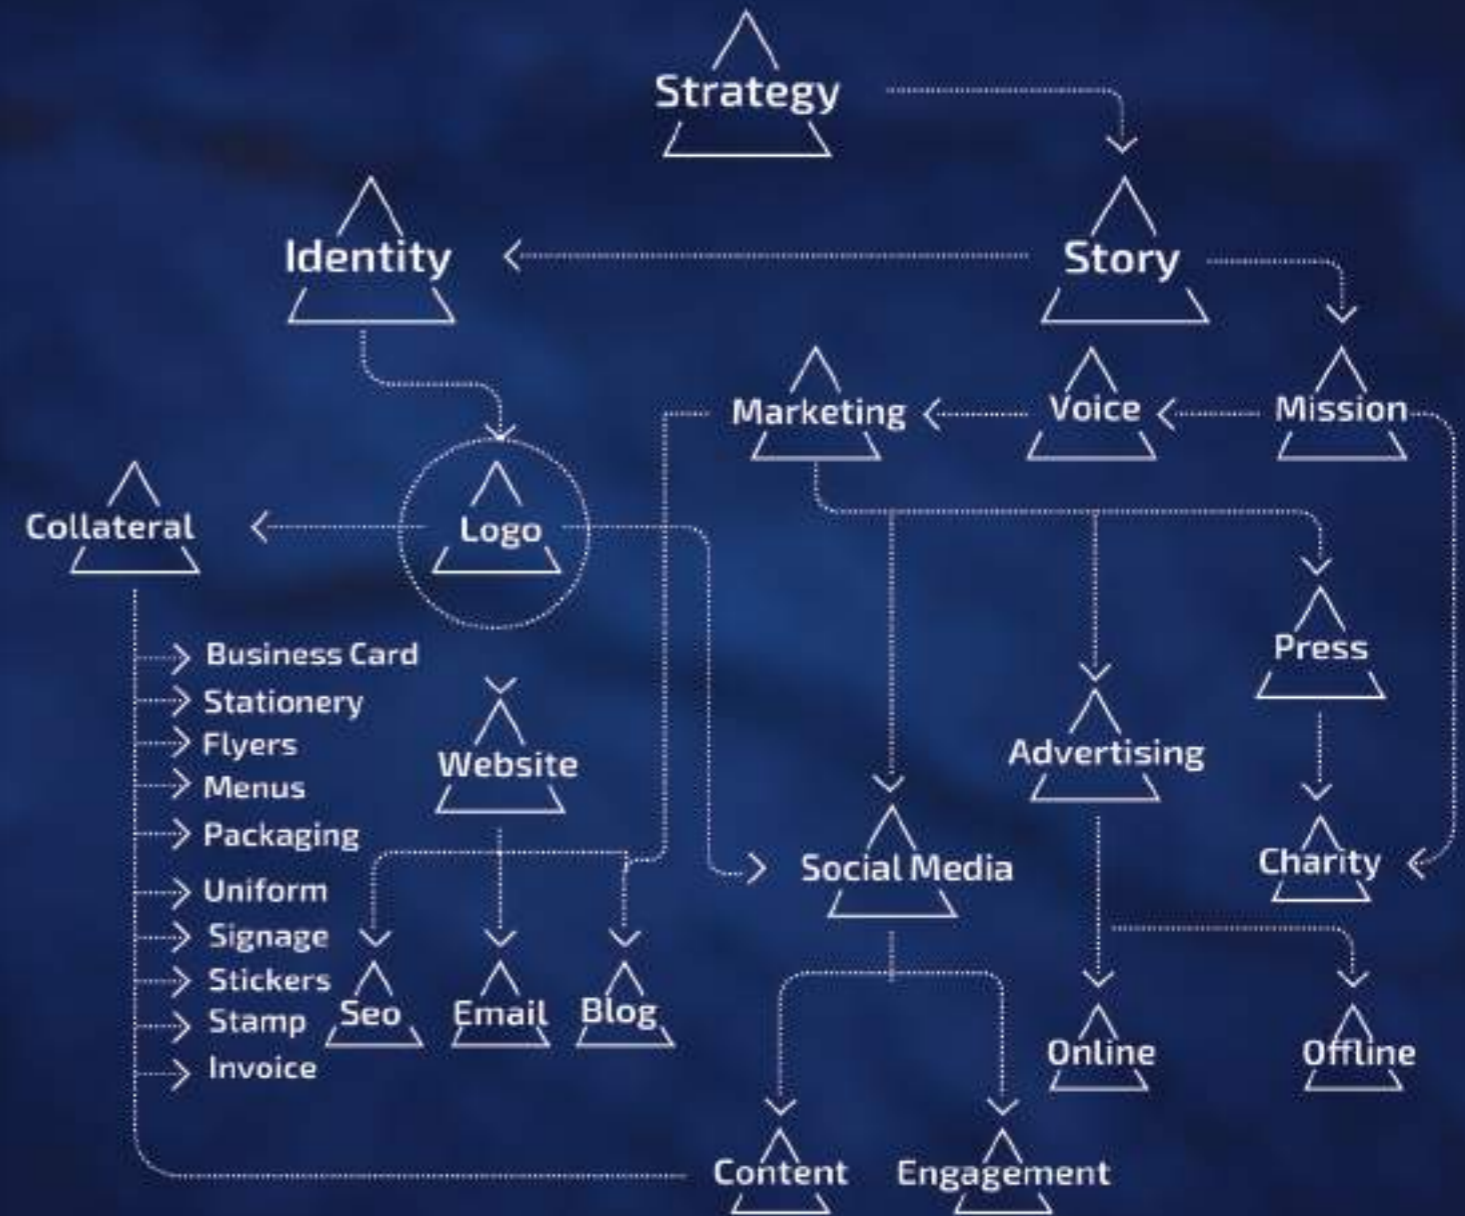 Strategy
Identity
Story
Marketing
Voice
Mission
Collateral
Logo
Business Card
Stationery
Flyers
Menus
Packaging
Uniform
Signage
Stickers
Stamp
Invoice
Website
Press
Advertising
Social Media
Charity
Seo
Email
Blog
Online
Offline
Content
Engagement